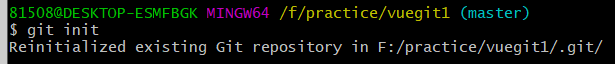 81508@DESKTOP-ESMFBGK MINGW64 /f/practice/vuegit1 (master)
$ git init
Reinitialized existing Git repository in F:/practice/vuegit1/.git/